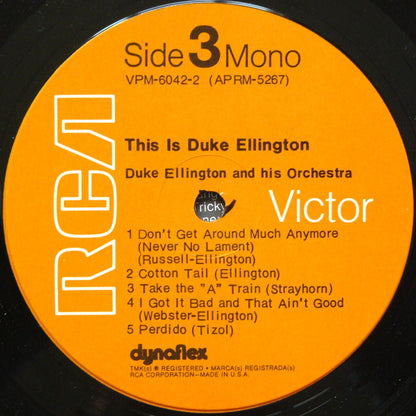 Side 3 Mono
VPM-6042-2 (APRM-5267)
RCA
This Is Duke Ellington
Duke Ellington and his Orchestra
ricky
Victor
1 Don't Get Around Much Anymore
(Never No Lament)
(Russell-Ellington)
2 Cotton Tail (Ellington)
3 Take the "A" Train (Strayhorn)
4 I Got It Bad and That Ain't Good
(Webster-Ellington)
5 Perdido (Tizol)
dynaflex
TMK(s) ® REGISTERED • MARCA(S) REGISTRADA(S)
RCA CORPORATION—MADE IN U.S.A.